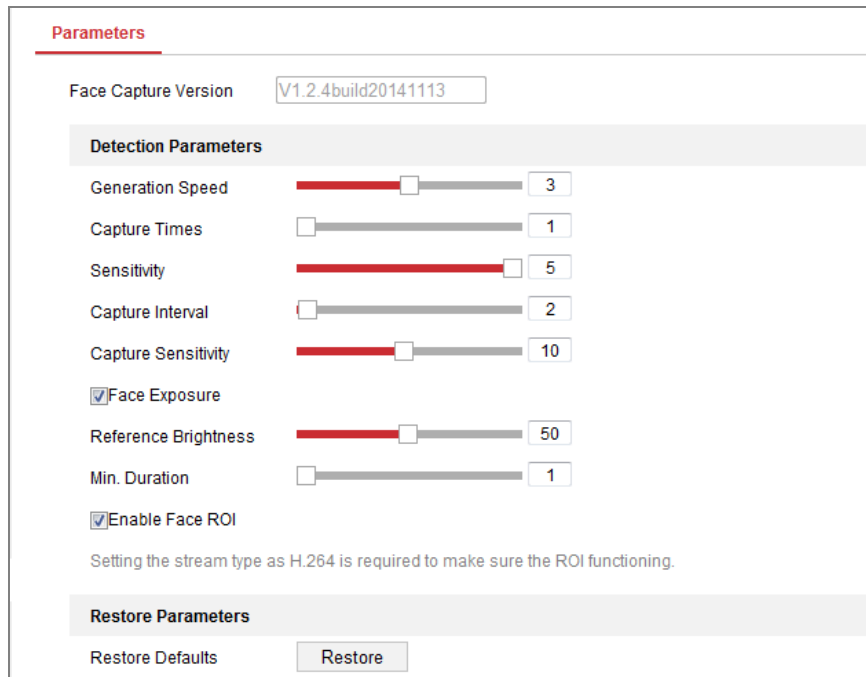 Parameters
Face Capture Version V1.2.4build20141113
Detection Parameters
Generation Speed 3
Capture Times 1
Sensitivity 5
Capture Interval 2
Capture Sensitivity 10
Face Exposure
Reference Brightness 50
Min. Duration 1
Enable Face ROI
Setting the stream type as H.264 is required to make sure the ROI functioning.
Restore Parameters
Restore Defaults Restore